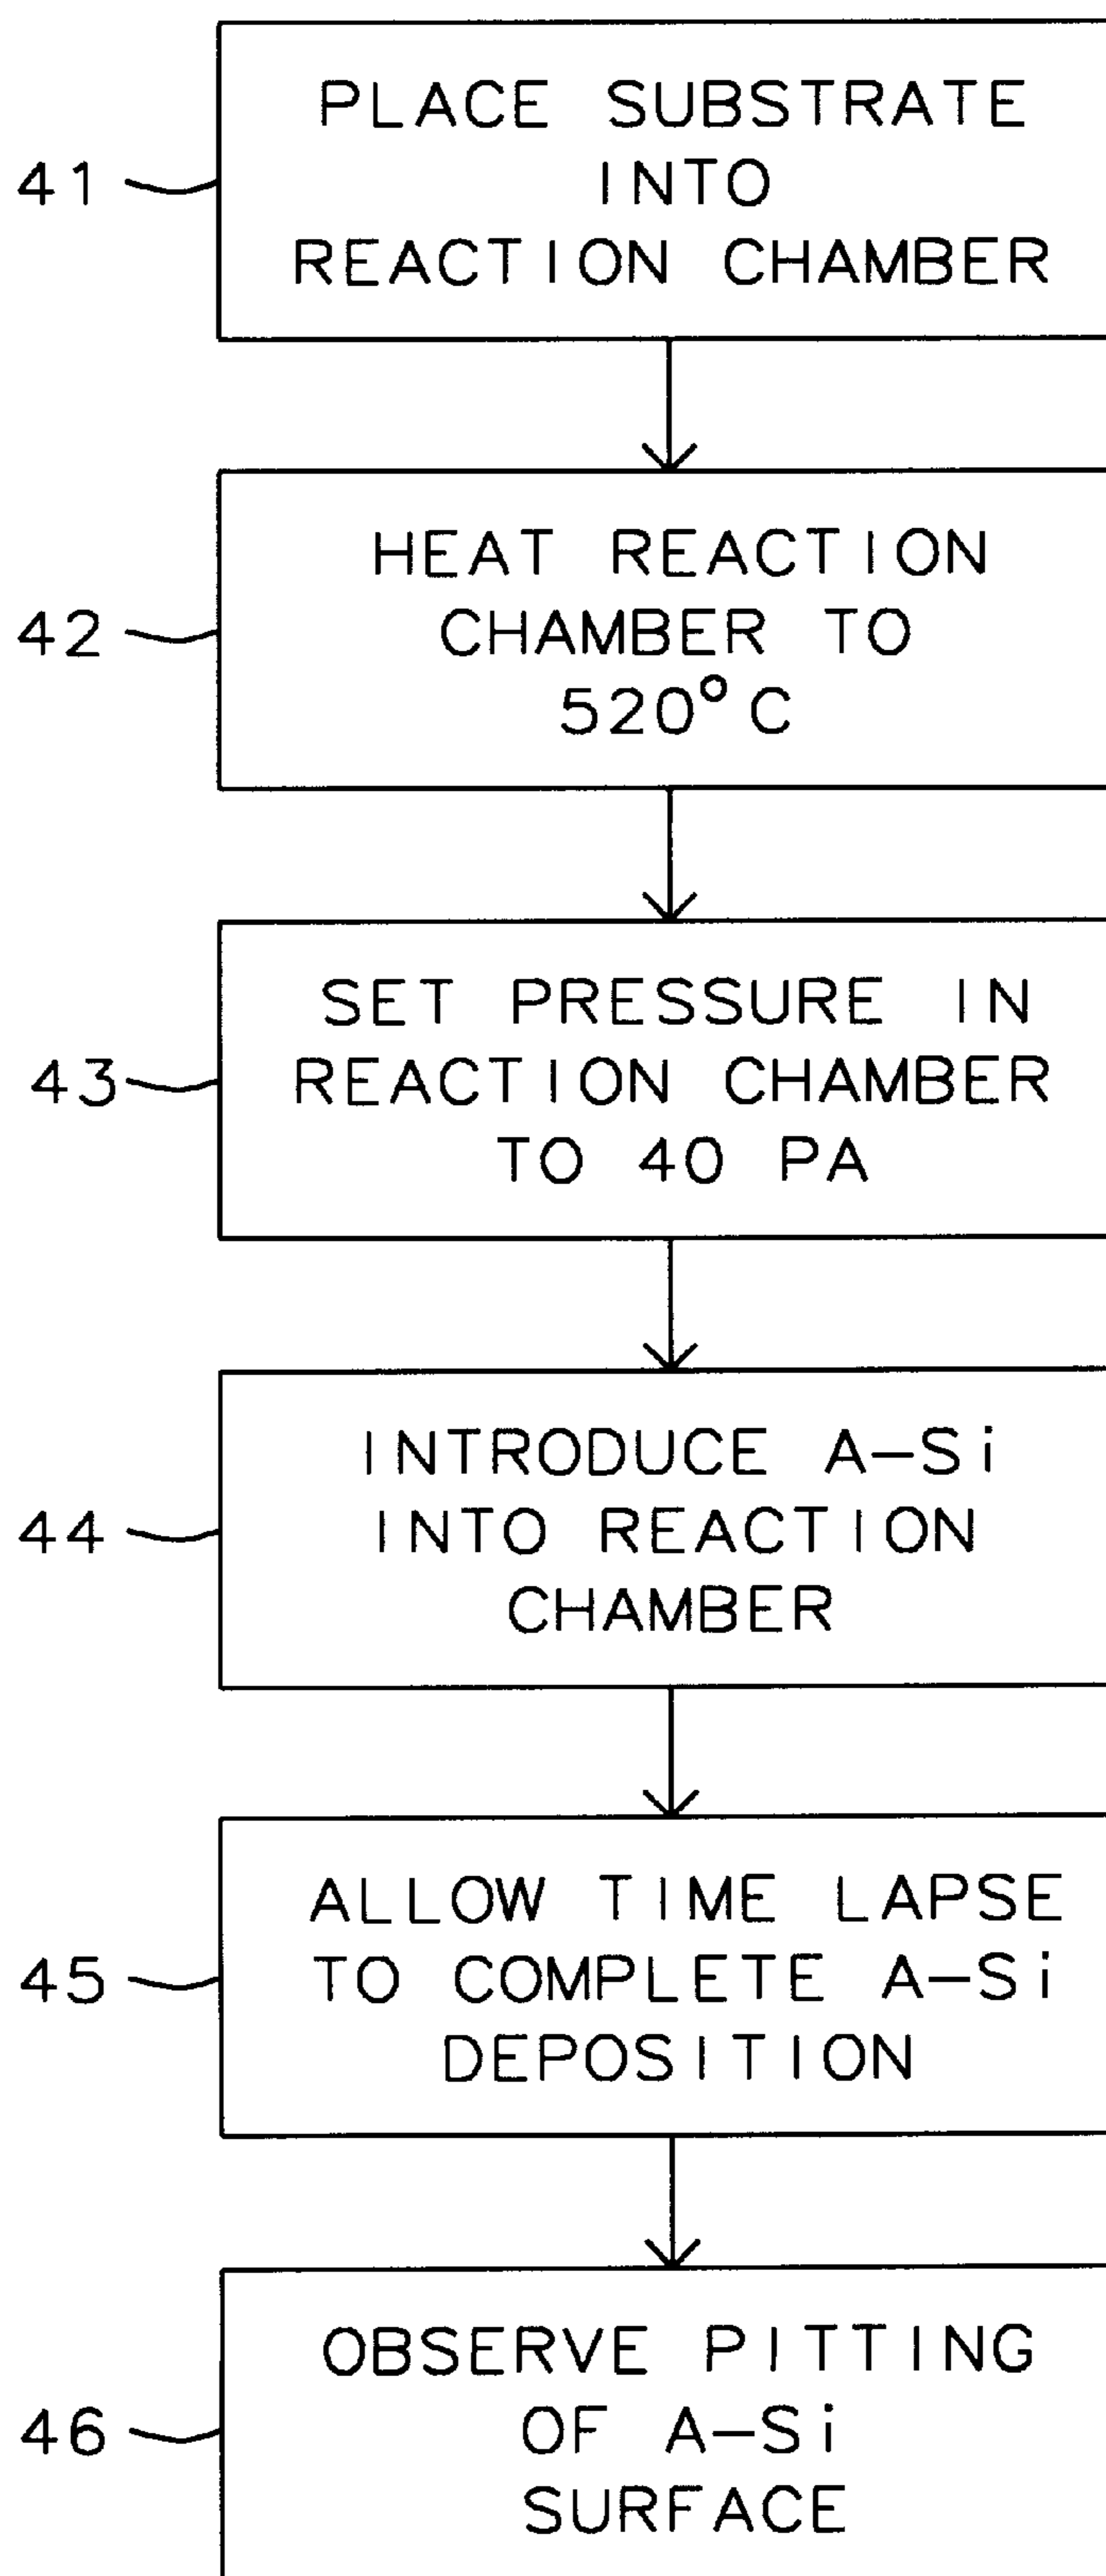 PLACE SUBSTRATE
41
INTO
REACTION CHAMBER
HEAT REACTION
42
CHAMBER TO
520° C
SET PRESSURE IN
43
REACTION CHAMBER
TO 40 PA
INTRODUCE A-Si
44
INTO REACTION
CHAMBER
ALLOW TIME LAPSE
45
TO COMPLETE A-Si
DEPOSITION
OBSERVE PITTING
46
OF A-Si
SURFACE